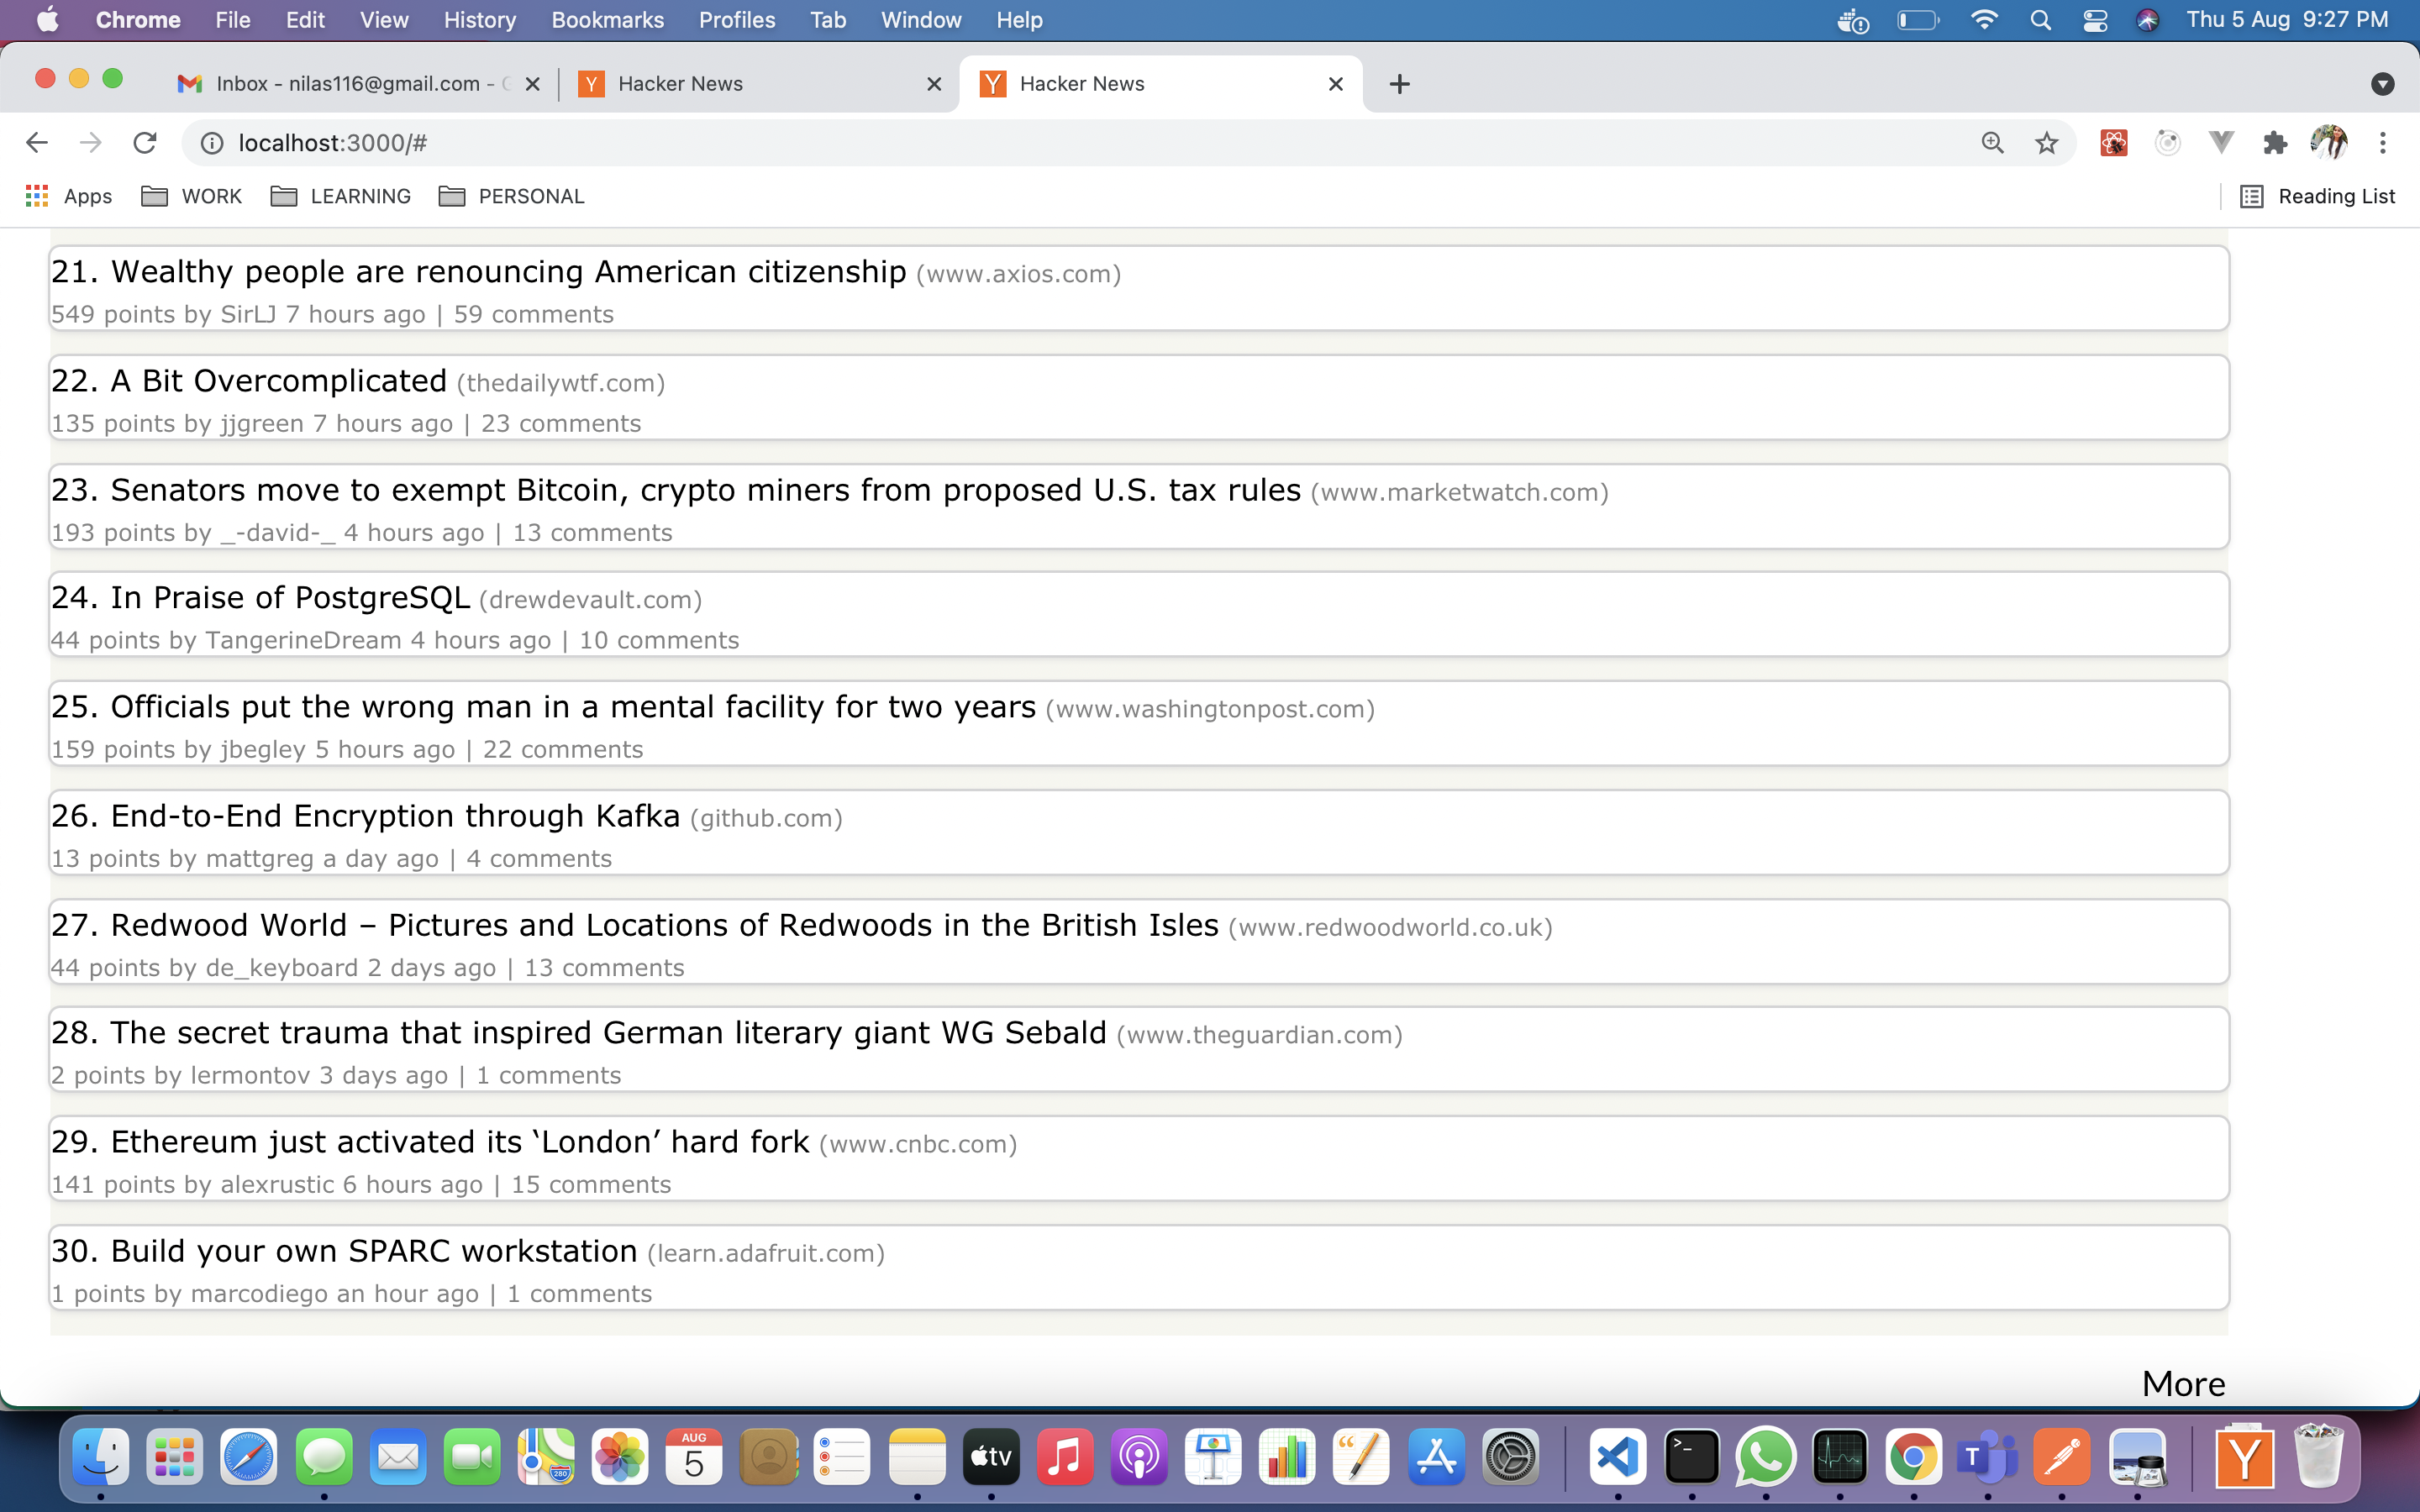 Chrome File Edit View History Bookmarks Profiles Tab Window Help Thu 5 Aug 9:27 PM
Inbox - nilas116@gmail.com - Hacker News Hacker News
localhost:3000/#
Apps WORK LEARNING PERSONAL Reading List
21. Wealthy people are renouncing American citizenship (www.axios.com)
549 points by SirLJ 7 hours ago | 59 comments
22. A Bit Overcomplicated (thedailywtf.com)
135 points by jjgreen 7 hours ago | 23 comments
23. Senators move to exempt Bitcoin, crypto miners from proposed U.S. tax rules (www.marketwatch.com)
193 points by _-david-_ 4 hours ago | 13 comments
24. In Praise of PostgreSQL (drewdevault.com)
44 points by TangerineDream 4 hours ago | 10 comments
25. Officials put the wrong man in a mental facility for two years (www.washingtonpost.com)
159 points by jbegley 5 hours ago | 22 comments
26. End-to-End Encryption through Kafka (github.com)
13 points by mattgreg a day ago | 4 comments
27. Redwood World – Pictures and Locations of Redwoods in the British Isles (www.redwoodworld.co.uk)
44 points by de_keyboard 2 days ago | 13 comments
28. The secret trauma that inspired German literary giant WG Sebald (www.theguardian.com)
2 points by lermontov 3 days ago | 1 comments
29. Ethereum just activated its ‘London’ hard fork (www.cnbc.com)
141 points by alexrustic 6 hours ago | 15 comments
30. Build your own SPARC workstation (learn.adafruit.com)
1 points by marcodiego an hour ago | 1 comments
More
280 AUG 5 tv >_ T Y